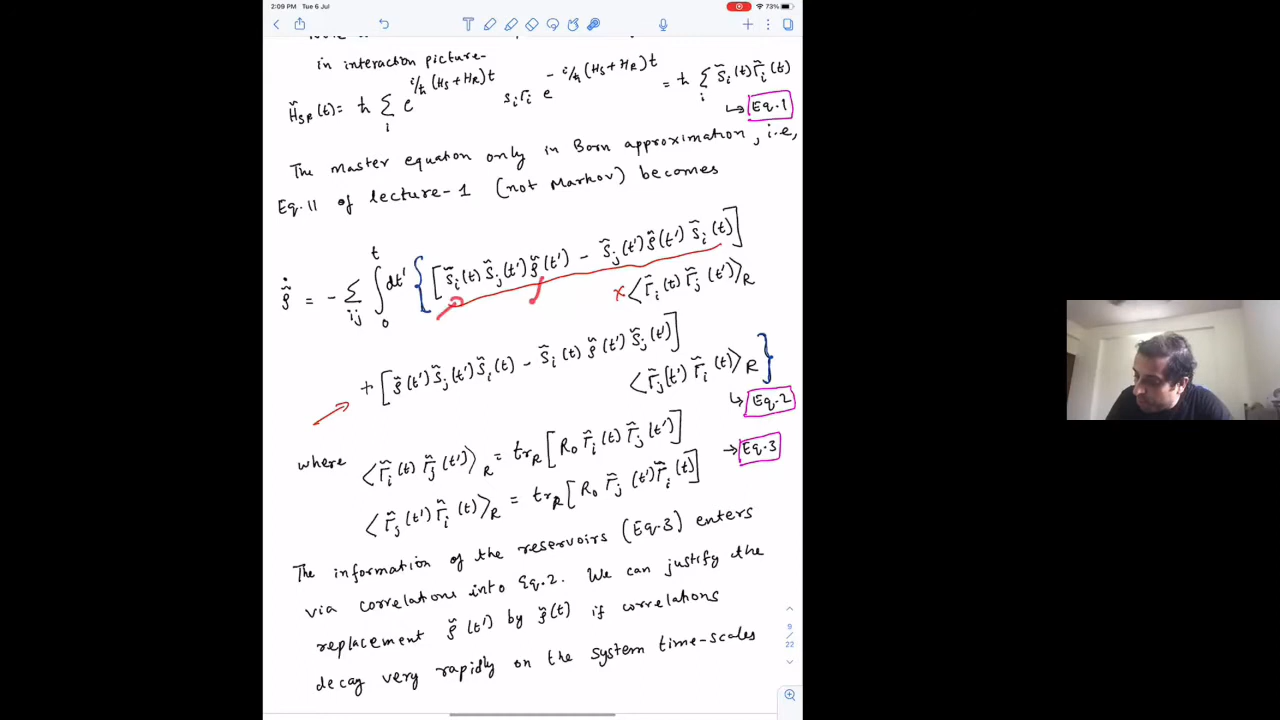 2:09 PM Tue 6 Jul
73%
in interaction picture-
H̃_SR(t) = ħ Σ_i e^{i/ħ (H_S+H_R)t} s_i Γ_i e^{-i/ħ (H_S+H_R)t} = ħ Σ_i s̃_i(t) Γ̃_i(t)
↳ Eq.1
The master equation only in Born approximation, i.e,
Eq.11 of lecture-1 (not Markov) becomes
ρ̃̇ = - Σ_ij ∫_0^t dt' { [ s̃_i(t) s̃_j(t') ρ̃(t') - s̃_j(t') ρ̃(t') s̃_i(t) ]
× ⟨Γ̃_i(t) Γ̃_j(t')⟩_R
+ [ ρ̃(t') s̃_j(t') s̃_i(t) - s̃_i(t) ρ̃(t') s̃_j(t') ]
⟨Γ̃_j(t') Γ̃_i(t)⟩_R }
↳ Eq.2
where ⟨Γ̃_i(t) Γ̃_j(t')⟩_R = tr_R [ R_0 Γ̃_i(t) Γ̃_j(t') ] → Eq.3
⟨Γ̃_j(t') Γ̃_i(t)⟩_R = tr_R [ R_0 Γ̃_j(t') Γ̃_i(t) ]
The information of the reservoirs (Eq.3) enters
via correlations into Eq.2. We can justify the
replacement ρ̃(t') by ρ̃(t) if correlations
decay very rapidly on the system time-scales
9
/
22